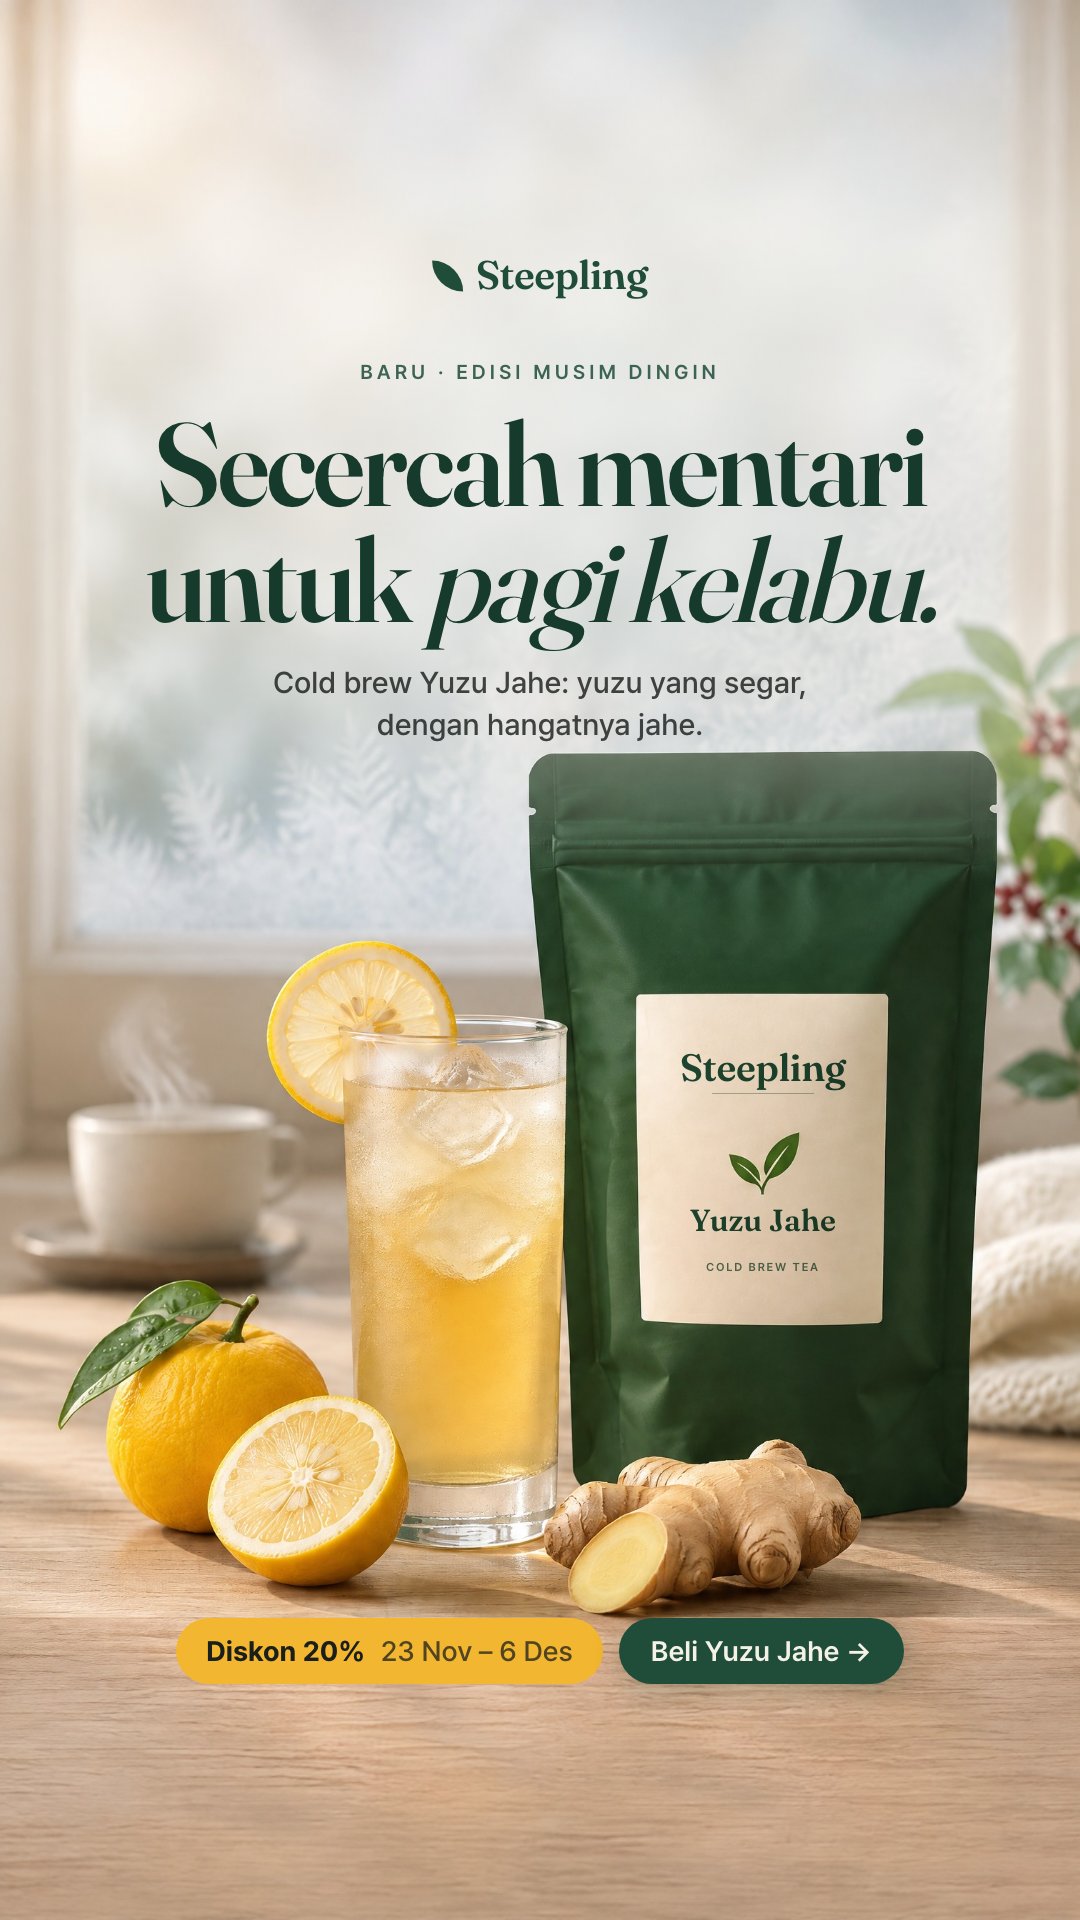 Steepling
BARU · EDISI MUSIM DINGIN
Secercah mentari
untuk pagi kelabu.
Cold brew Yuzu Jahe: yuzu yang segar,
dengan hangatnya jahe.
Steepling
Yuzu Jahe
COLD BREW TEA
Diskon 20% 23 Nov – 6 Des
Beli Yuzu Jahe →